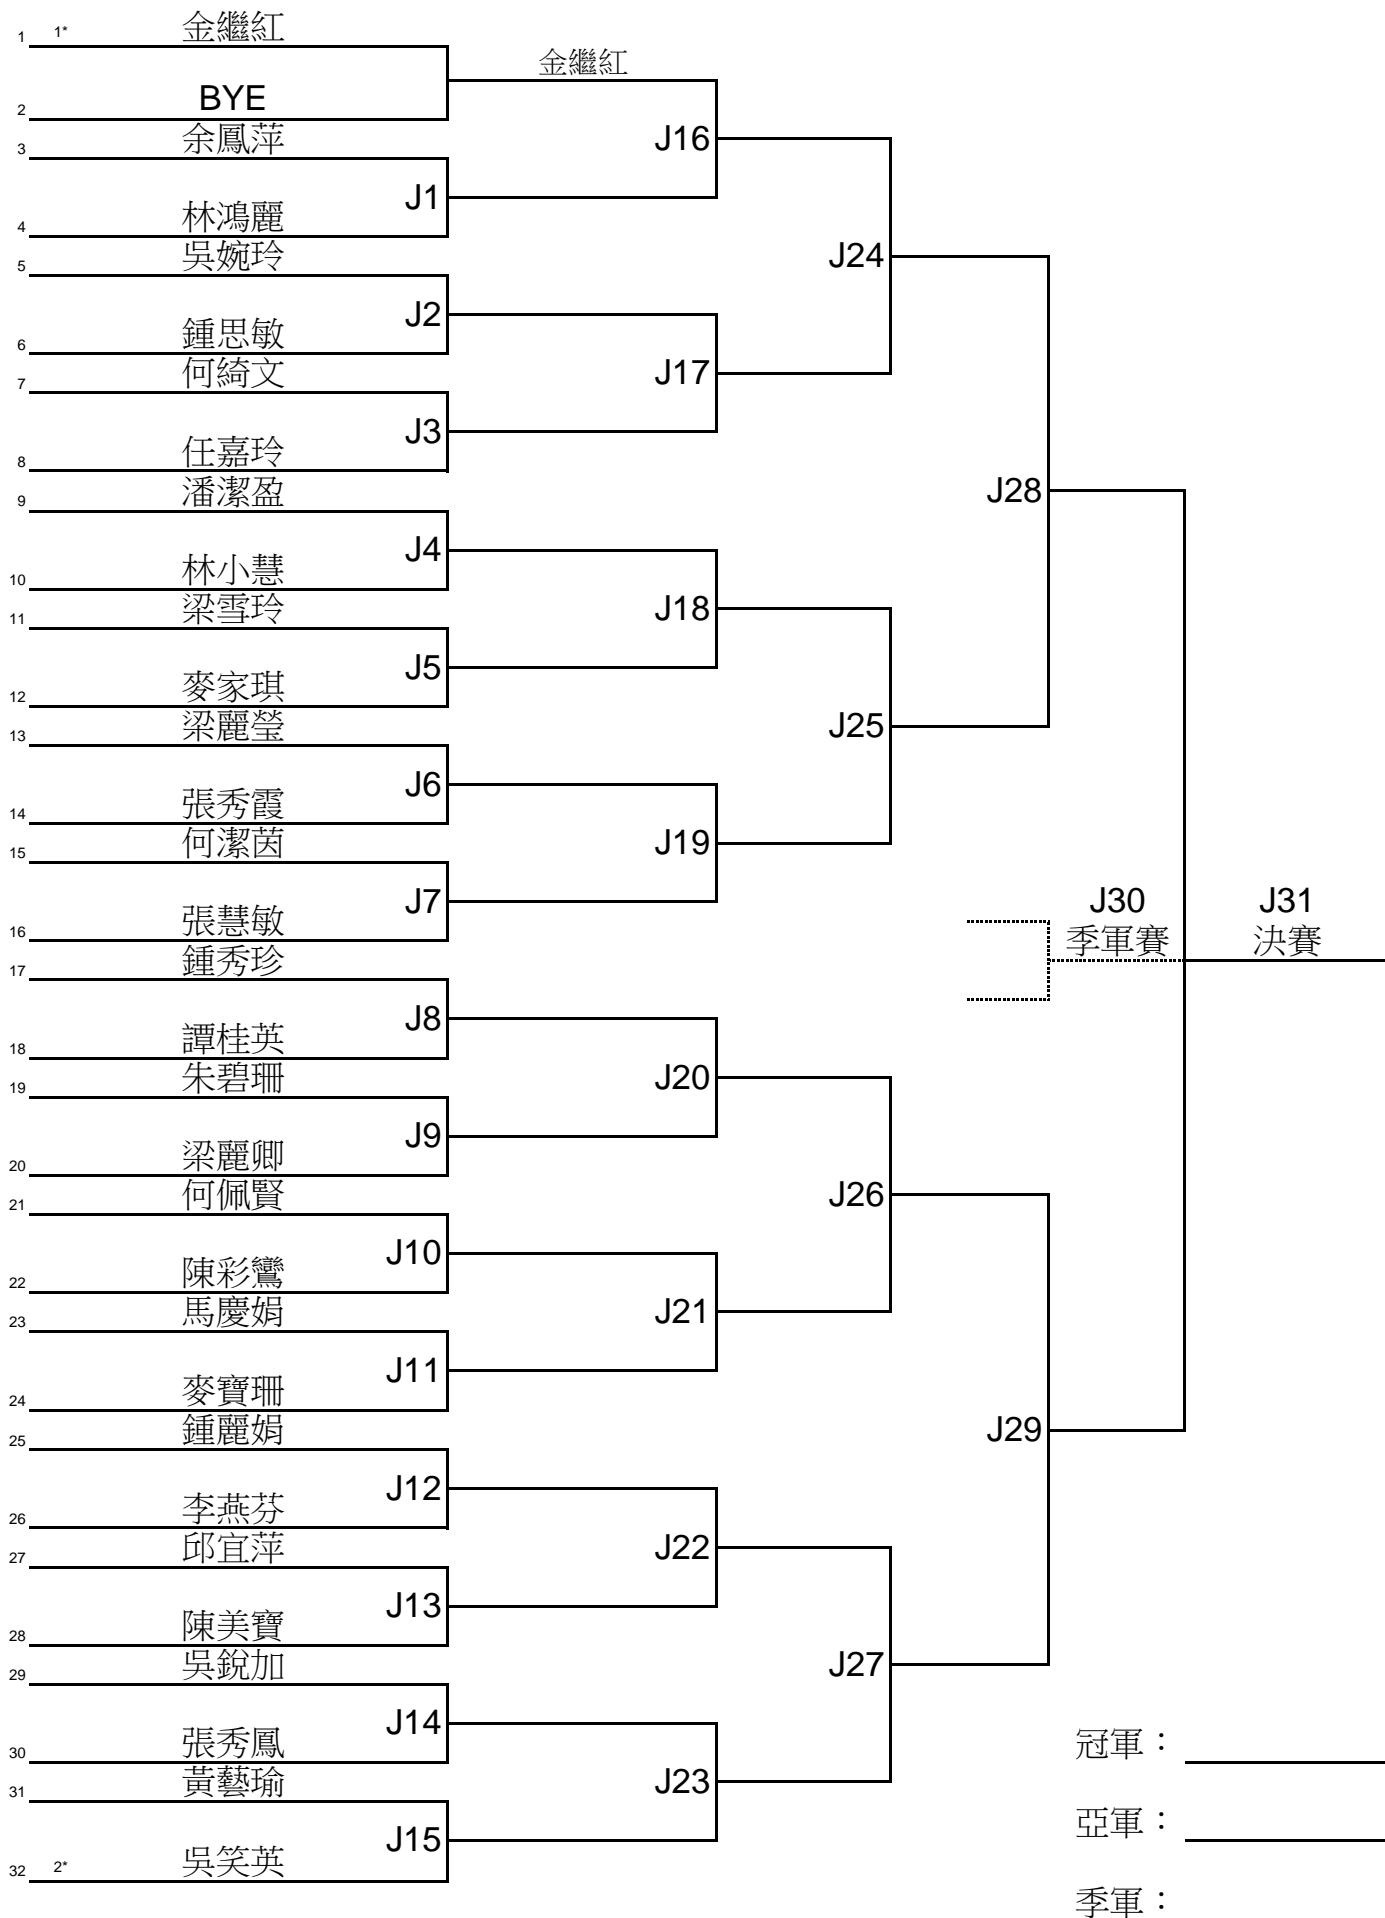 1 1* 金繼紅
金繼紅
2 BYE
3 余鳳萍
J16
J1
4 林鴻麗
5 吳婉玲
J24
J2
6 鍾思敏
7 何綺文
J17
J3
8 任嘉玲
9 潘潔盈
J28
J4
10 林小慧
11 梁雪玲
J18
J5
12 麥家琪
13 梁麗瑩
J25
J6
14 張秀霞
15 何潔茵
J19
J7
J30
J31
16 張慧敏
季軍賽
決賽
17 鍾秀珍
J8
18 譚桂英
19 朱碧珊
J20
J9
20 梁麗卿
21 何佩賢
J26
J10
22 陳彩鸞
23 馬慶娟
J21
J11
24 麥寶珊
25 鍾麗娟
J29
J12
26 李燕芬
27 邱宜萍
J22
J13
28 陳美寶
29 吳銳加
J27
J14
30 張秀鳳
冠軍：
31 黃藝瑜
J23
亞軍：
J15
32 2* 吳笑英
季軍：